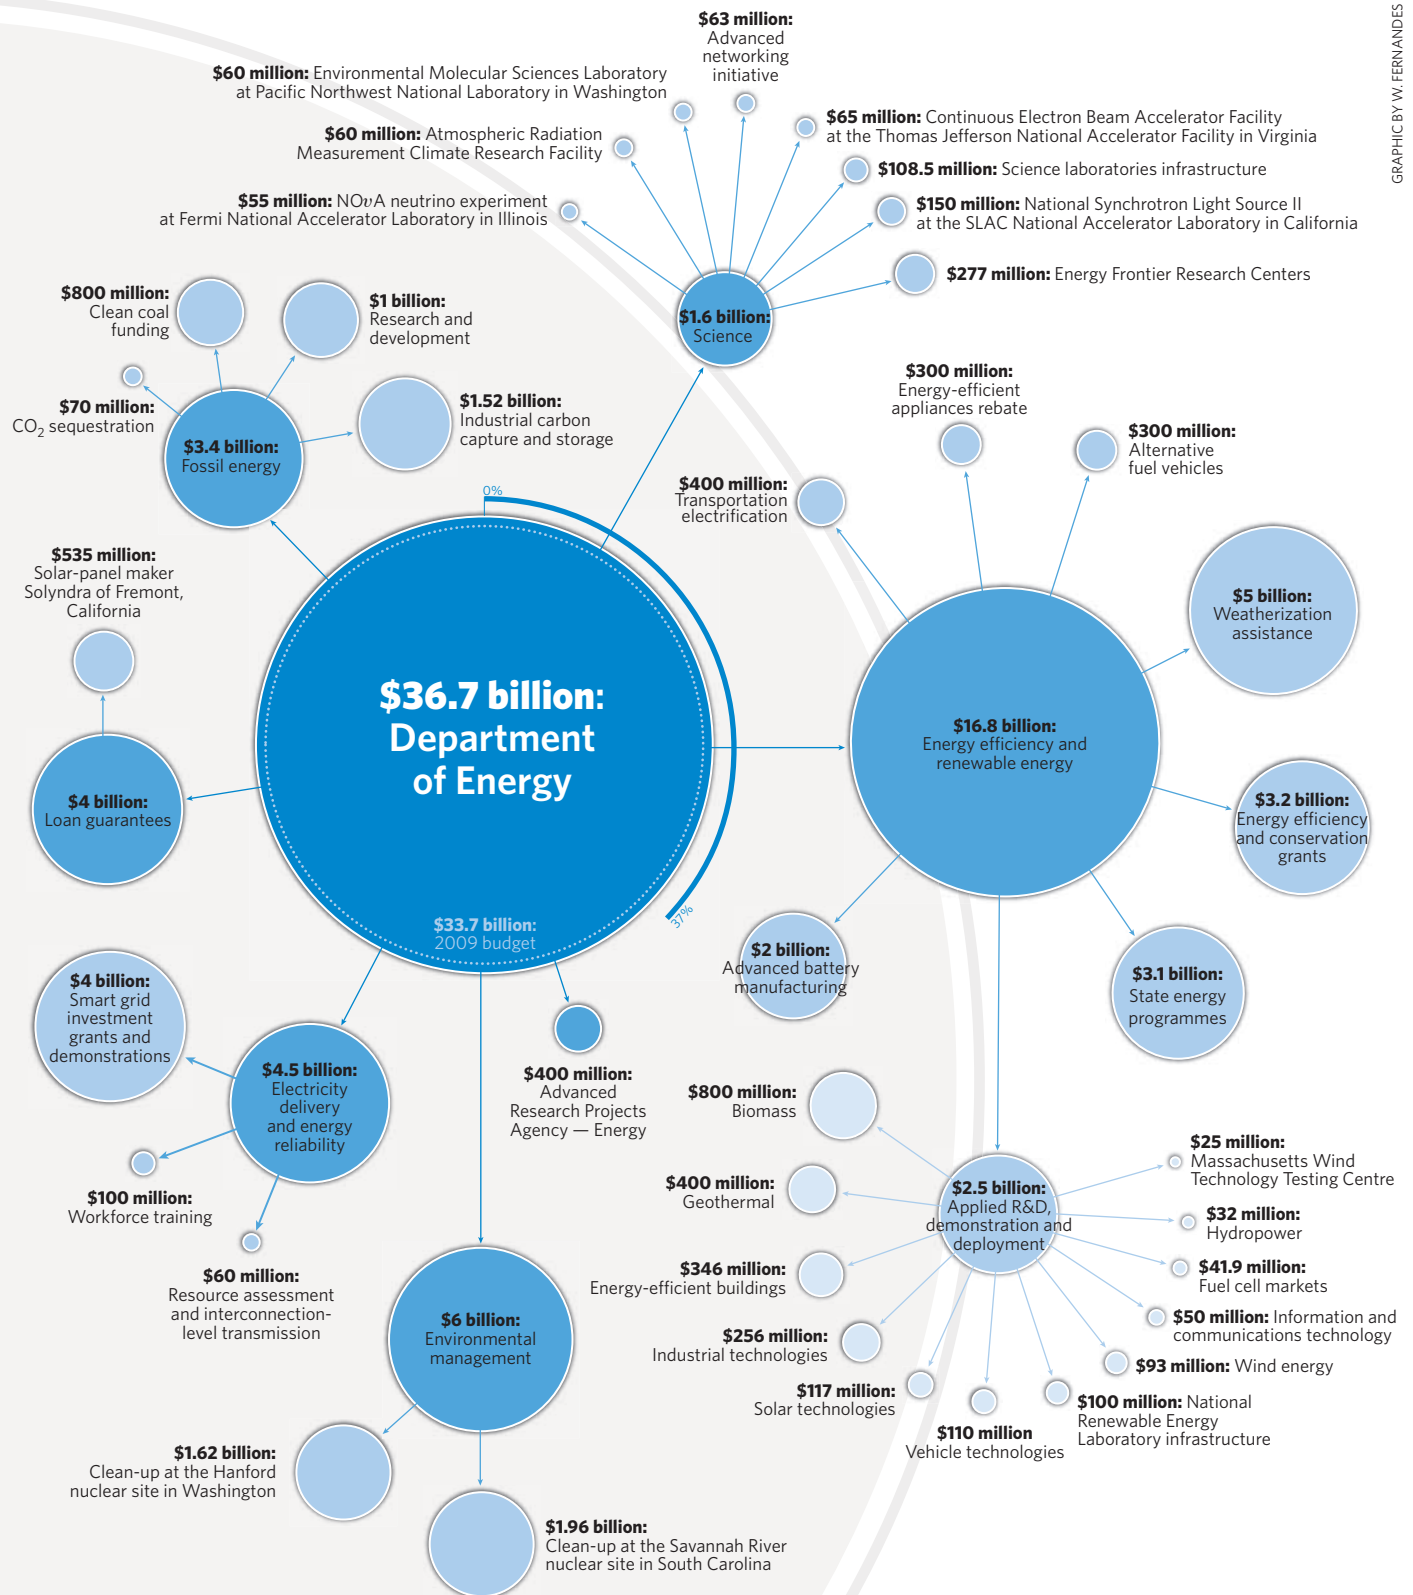 GRAPHIC BY W. FERNANDES
$63 million:
Advanced
networking
initiative
$60 million: Environmental Molecular Sciences Laboratory
at Pacific Northwest National Laboratory in Washington
$60 million: Atmospheric Radiation
Measurement Climate Research Facility
$55 million: NOνA neutrino experiment
at Fermi National Accelerator Laboratory in Illinois
$65 million: Continuous Electron Beam Accelerator Facility
at the Thomas Jefferson National Accelerator Facility in Virginia
$108.5 million: Science laboratories infrastructure
$150 million: National Synchrotron Light Source II
at the SLAC National Accelerator Laboratory in California
$277 million: Energy Frontier Research Centers
$1.6 billion:
Science
$800 million:
Clean coal
funding
$1 billion:
Research and
development
$70 million:
CO2 sequestration
$1.52 billion:
Industrial carbon
capture and storage
$3.4 billion:
Fossil energy
$300 million:
Energy-efficient
appliances rebate
$300 million:
Alternative
fuel vehicles
$400 million:
Transportation
electrification
0%
37%
$535 million:
Solar-panel maker
Solyndra of Fremont,
California
$5 billion:
Weatherization
assistance
$36.7 billion:
Department
of Energy
$33.7 billion:
2009 budget
$16.8 billion:
Energy efficiency and
renewable energy
$4 billion:
Loan guarantees
$3.2 billion:
Energy efficiency
and conservation
grants
$2 billion:
Advanced battery
manufacturing
$3.1 billion:
State energy
programmes
$4 billion:
Smart grid
investment
grants and
demonstrations
$4.5 billion:
Electricity
delivery
and energy
reliability
$400 million:
Advanced
Research Projects
Agency — Energy
$100 million:
Workforce training
$60 million:
Resource assessment
and interconnection-
level transmission
$6 billion:
Environmental
management
$1.62 billion:
Clean-up at the Hanford
nuclear site in Washington
$1.96 billion:
Clean-up at the Savannah River
nuclear site in South Carolina
$2.5 billion:
Applied R&D,
demonstration and
deployment
$800 million:
Biomass
$400 million:
Geothermal
$346 million:
Energy-efficient buildings
$256 million:
Industrial technologies
$117 million:
Solar technologies
$110 million
Vehicle technologies
$100 million: National
Renewable Energy
Laboratory infrastructure
$93 million: Wind energy
$50 million: Information and
communications technology
$41.9 million:
Fuel cell markets
$32 million:
Hydropower
$25 million:
Massachusetts Wind
Technology Testing Centre